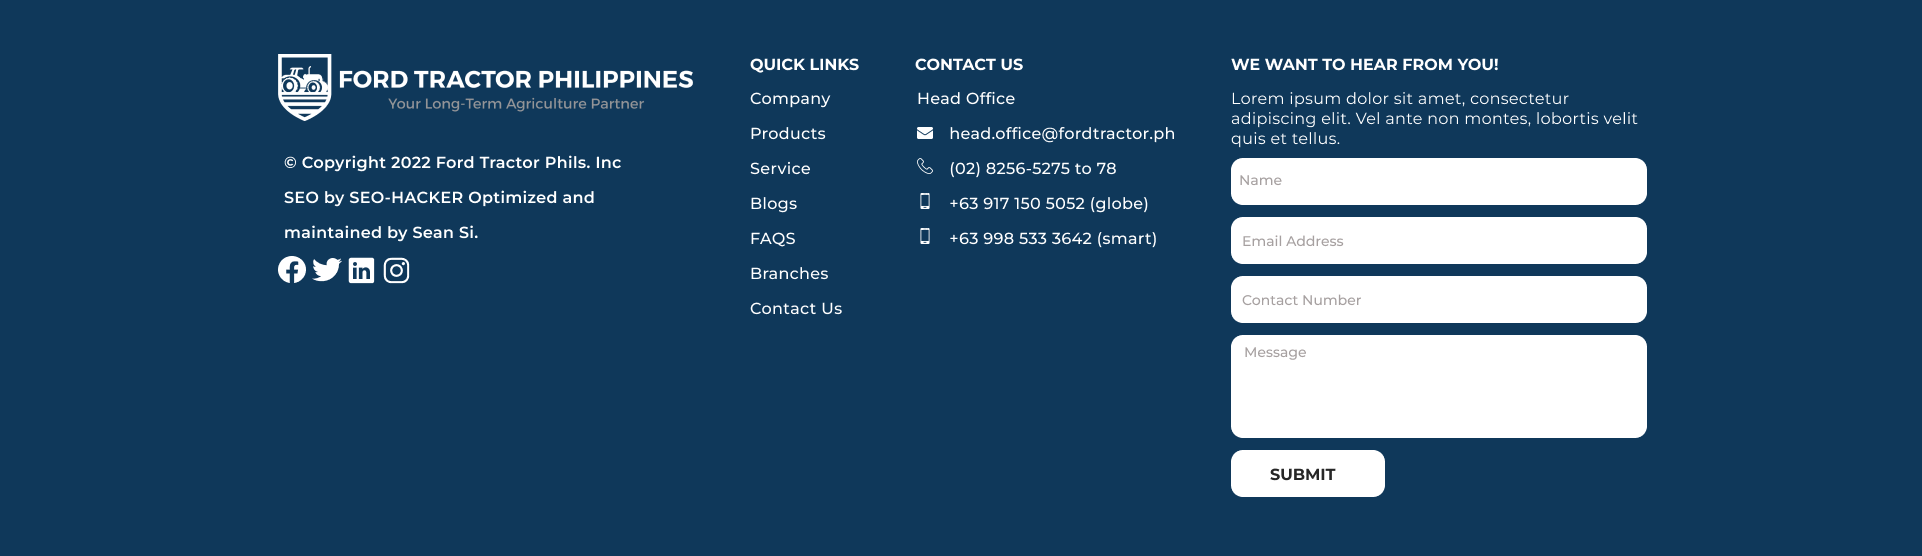 FORD TRACTOR PHILIPPINES
Your Long-Term Agriculture Partner
© Copyright 2022 Ford Tractor Phils. Inc
SEO by SEO-HACKER Optimized and
maintained by Sean Si.
QUICK LINKS
Company
Products
Service
Blogs
FAQS
Branches
Contact Us
CONTACT US
Head Office
head.office@fordtractor.ph
(02) 8256-5275 to 78
+63 917 150 5052 (globe)
+63 998 533 3642 (smart)
WE WANT TO HEAR FROM YOU!
Lorem ipsum dolor sit amet, consectetur
adipiscing elit. Vel ante non montes, lobortis velit
quis et tellus.
Name
Email Address
Contact Number
Message
SUBMIT